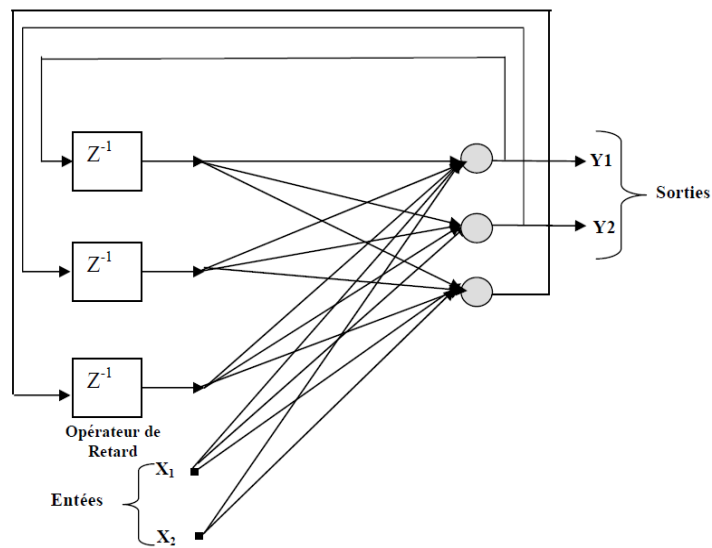 Z-1
Y1
Sorties
Y2
Z-1
Z-1
Opérateur de
Retard
X1
Entées
X2